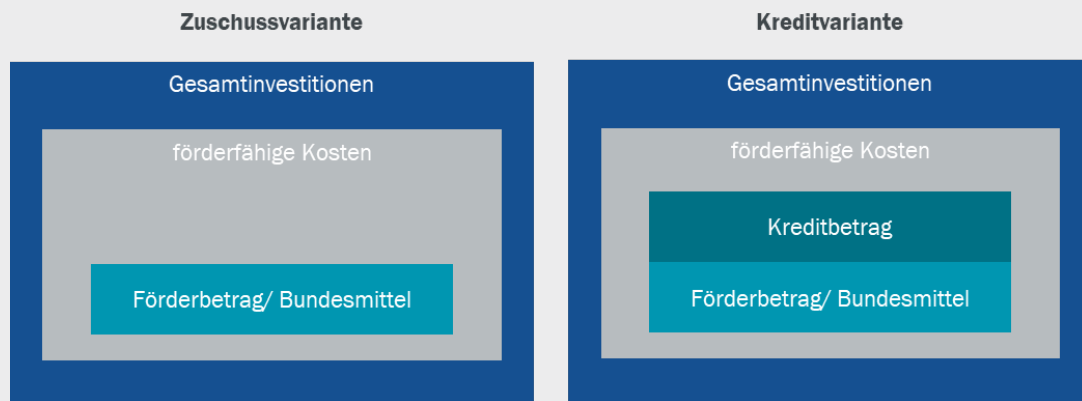 Zuschussvariante
Gesamtinvestitionen
förderfähige Kosten
Förderbetrag/ Bundesmittel
Kreditvariante
Gesamtinvestitionen
förderfähige Kosten
Kreditbetrag
Förderbetrag/ Bundesmittel